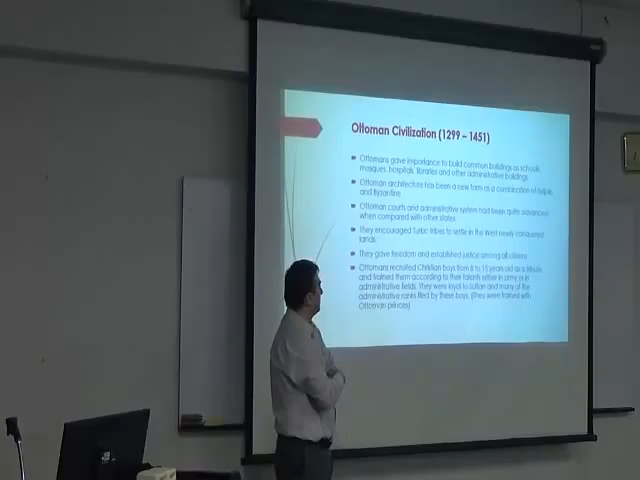 Ottoman Civilization (1299 – 1451)
Ottomans gave importance to build common buildings as schools,
mosques, hospitals, libraries and other administrative buildings
Ottoman architecture has been a new form as a combination of
and Byzantine
Ottoman courts and administrative system had been quite advanced
when compared with other states
They encouraged Turkic tribes to settle in the West newly conquered
lands
They gave freedom and established justice among all citizens
Ottomans recruited Christian boys from 8 to 15 years old as a tribute
and trained them according to their talents either in army or in
administrative fields. They were loyal to Sultan and many of the
administrative ranks filled by these boys. (They were trained with
Ottoman princes)